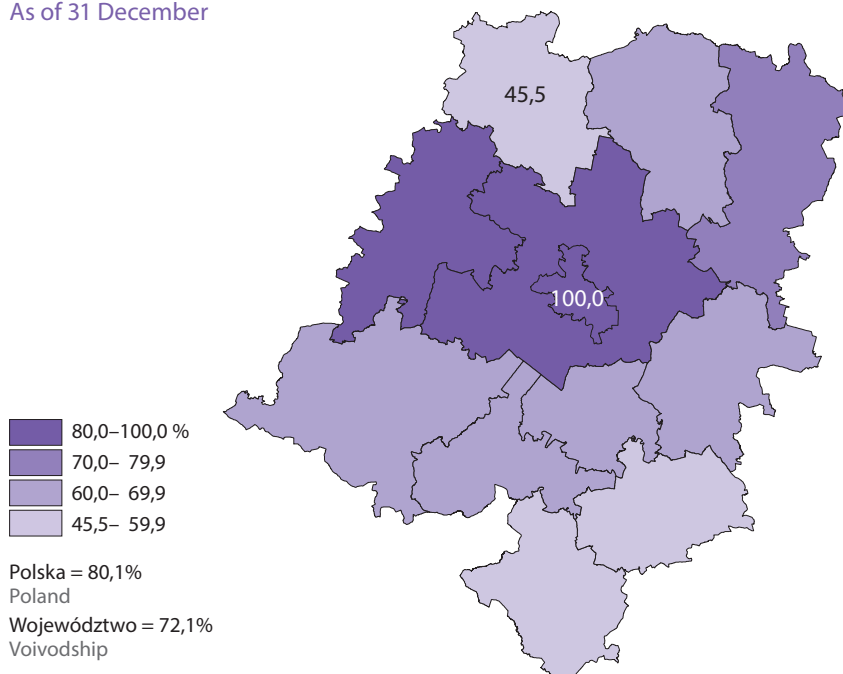 As of 31 December
45,5
100,0
80,0–100,0 %
70,0– 79,9
60,0– 69,9
45,5– 59,9
Polska = 80,1%
Poland
Województwo = 72,1%
Voivodship